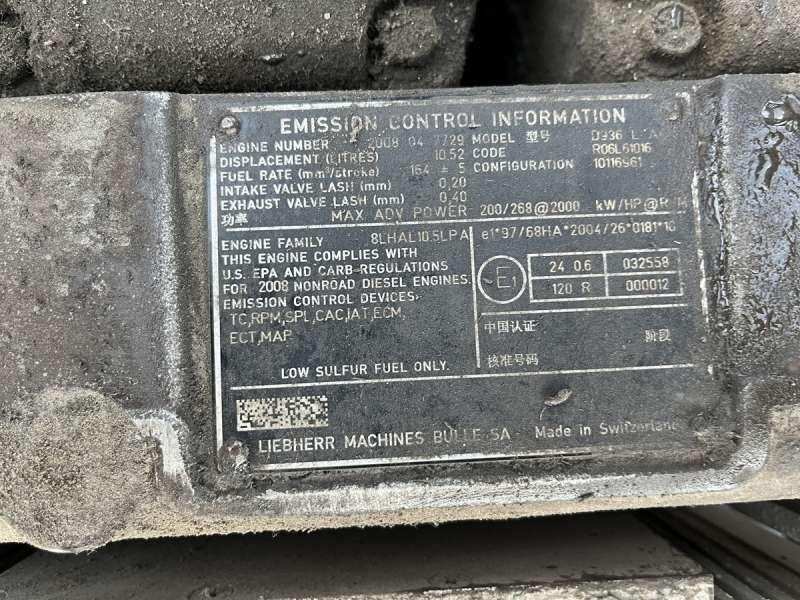 EMISSION CONTROL INFORMATION
ENGINE NUMBER 2008 04 7729 MODEL 型号 D936
DISPLACEMENT (LITRES) 10.52 CODE R06L61016
FUEL RATE (mm³/Stroke) 164 ± 5 CONFIGURATION 10116961
INTAKE VALVE LASH (mm) 0,20
EXHAUST VALVE LASH (mm) 0,40
功率 MAX ADV POWER 200/268@2000 kW/HP@R
ENGINE FAMILY 8LHAL10.5LPA e1*97/68HA*2004/26*0181*
THIS ENGINE COMPLIES WITH
U.S. EPA AND CARB-REGULATIONS
FOR 2008 NONROAD DIESEL ENGINES.
EMISSION CONTROL DEVICES:
TC,RPM,SPL,CAC,IAT,ECM,
ECT,MAP
LOW SULFUR FUEL ONLY.
E1
24 0.6 032558
120 R 000012
中国认证 阶段
核准号码
LIEBHERR MACHINES BULLE SA Made in Switzerland